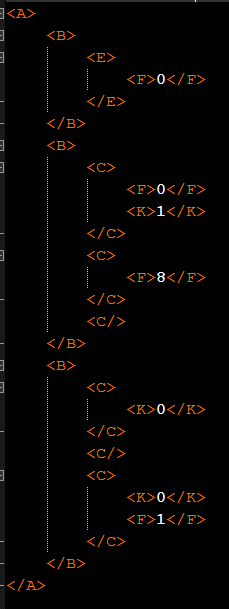 <A>
<B>
<E>
<F>0</F>
</E>
</B>
<B>
<C>
<F>0</F>
<K>1</K>
</C>
<C>
<F>8</F>
</C>
<C/>
</B>
<B>
<C>
<K>0</K>
</C>
<C/>
<C>
<K>0</K>
<F>1</F>
</C>
</B>
</A>